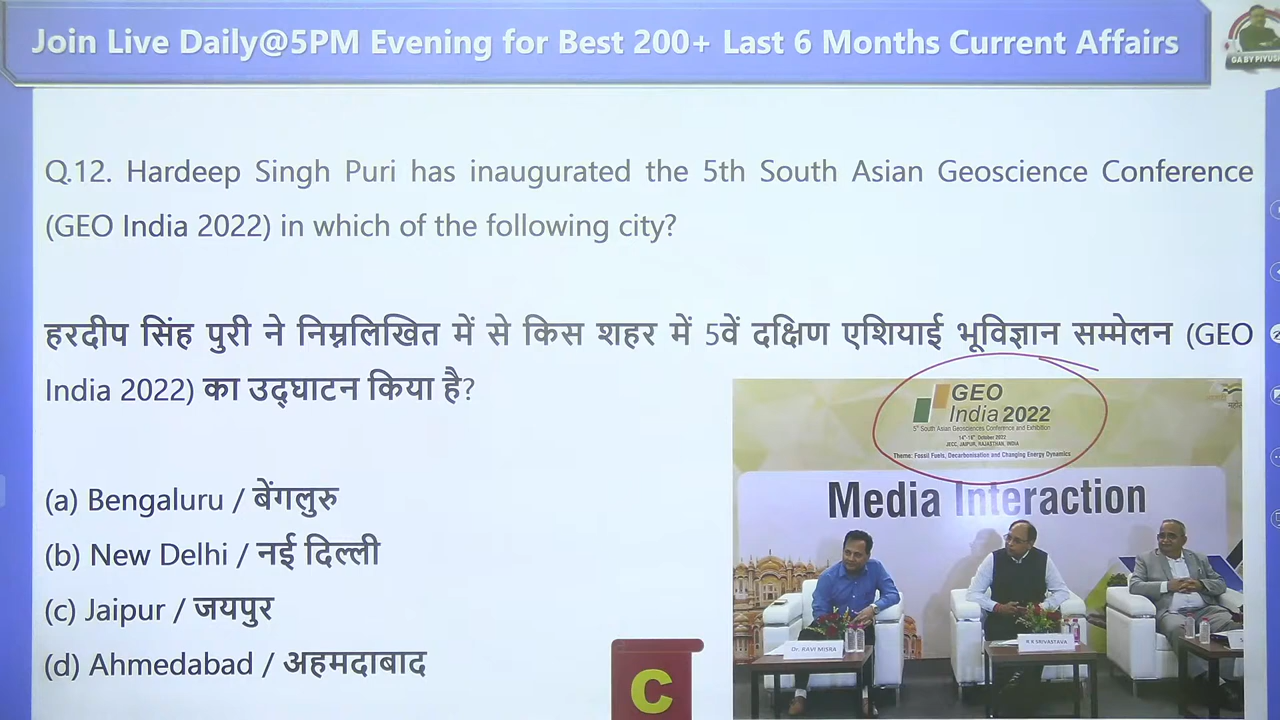 Join Live Daily@5PM Evening for Best 200+ Last 6 Months Current Affairs
GA BY PIYUSH
Q.12. Hardeep Singh Puri has inaugurated the 5th South Asian Geoscience Conference
(GEO India 2022) in which of the following city?
हरदीप सिंह पुरी ने निम्नलिखित में से किस शहर में 5वें दक्षिण एशियाई भूविज्ञान सम्मेलन (GEO
India 2022) का उद्घाटन किया है?
(a) Bengaluru / बेंगलुरु
(b) New Delhi / नई दिल्ली
(c) Jaipur / जयपुर
(d) Ahmedabad / अहमदाबाद
C
GEO
India 2022
5th South Asian Geosciences Conference and Exhibition
14th-16th October 2022
JECC, JAIPUR, RAJASTHAN, INDIA
Theme: Fossil Fuels, Decarbonisation and Changing Energy Dynamics
Media Interaction
Dr. RAVI MISRA
R K SRIVASTAVA